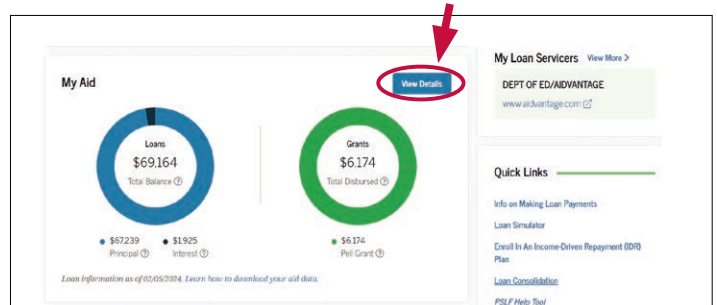 My Aid
View Details
Loans
$69,164
Total Balance
$67,239
Principal
$1,925
Interest
Grants
$6,174
Total Disbursed
$6,174
Pell Grant
Loan information as of 02/05/2024. Learn how to download your aid data.
My Loan Servicers View More >
DEPT OF ED/AIDVANTAGE
www.aidvantage.com
Quick Links
Info on Making Loan Payments
Loan Simulator
Enroll In An Income-Driven Repayment (IDR)
Plan
Loan Consolidation
PSLF Help Tool